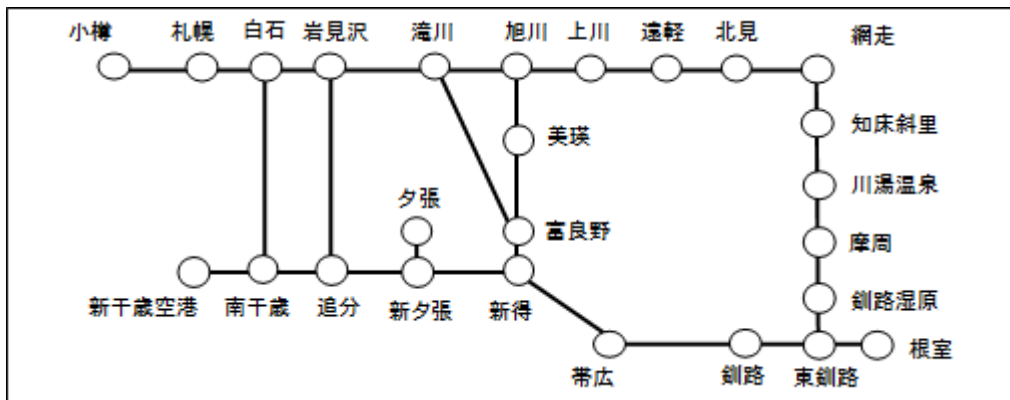 小樽
札幌
白石
岩見沢
滝川
旭川
上川
遠軽
北見
網走
知床斜里
美瑛
川湯温泉
夕張
富良野
摩周
新千歳空港
南千歳
追分
新夕張
新得
釧路湿原
根室
帯広
釧路
東釧路